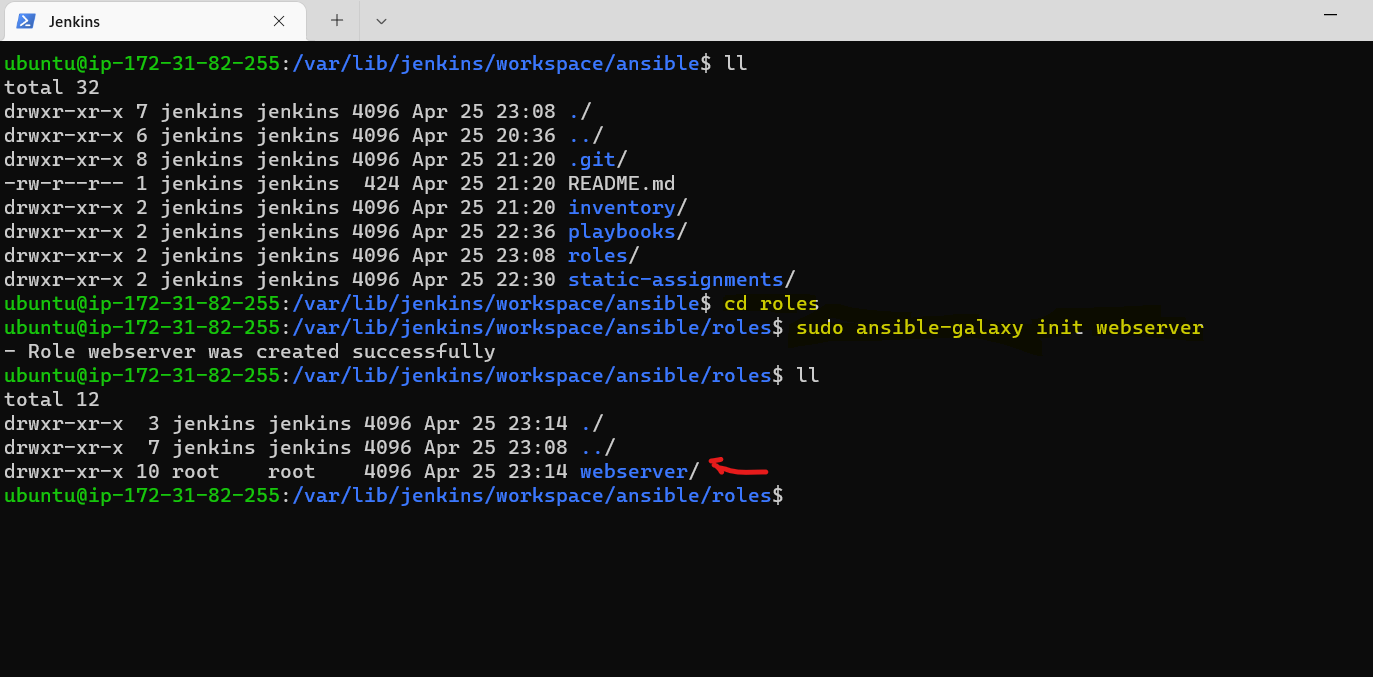 Jenkins
ubuntu@ip-172-31-82-255:/var/lib/jenkins/workspace/ansible$ ll
total 32
drwxr-xr-x 7 jenkins jenkins 4096 Apr 25 23:08 ./
drwxr-xr-x 6 jenkins jenkins 4096 Apr 25 20:36 ../
drwxr-xr-x 8 jenkins jenkins 4096 Apr 25 21:20 .git/
-rw-r--r-- 1 jenkins jenkins  424 Apr 25 21:20 README.md
drwxr-xr-x 2 jenkins jenkins 4096 Apr 25 21:20 inventory/
drwxr-xr-x 2 jenkins jenkins 4096 Apr 25 22:36 playbooks/
drwxr-xr-x 2 jenkins jenkins 4096 Apr 25 23:08 roles/
drwxr-xr-x 2 jenkins jenkins 4096 Apr 25 22:30 static-assignments/
ubuntu@ip-172-31-82-255:/var/lib/jenkins/workspace/ansible$ cd roles
ubuntu@ip-172-31-82-255:/var/lib/jenkins/workspace/ansible/roles$ sudo ansible-galaxy init webserver
- Role webserver was created successfully
ubuntu@ip-172-31-82-255:/var/lib/jenkins/workspace/ansible/roles$ ll
total 12
drwxr-xr-x  3 jenkins jenkins 4096 Apr 25 23:14 ./
drwxr-xr-x  7 jenkins jenkins 4096 Apr 25 23:08 ../
drwxr-xr-x 10 root    root    4096 Apr 25 23:14 webserver/
ubuntu@ip-172-31-82-255:/var/lib/jenkins/workspace/ansible/roles$